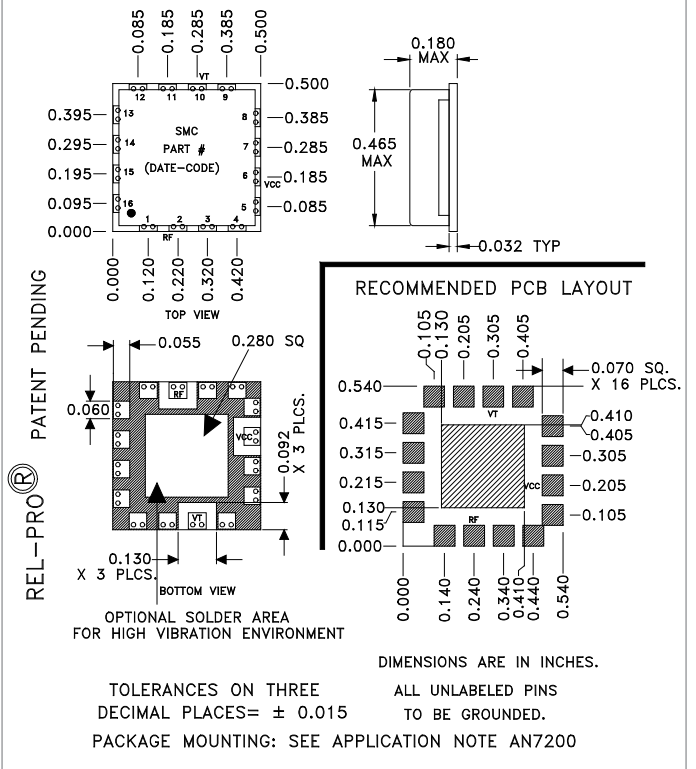 0.085
0.185
0.285
0.385
0.500
VT
12 11 10 9
0.500
0.395
13
8
0.385
SMC
0.295
14
PART #
7
0.285
(DATE-CODE)
0.195
15
6
VCC
0.185
0.095
16
5
0.085
1 2 3 4
0.000
RF
0.000
0.120
0.220
0.320
0.420
TOP VIEW
0.180
MAX
0.465
MAX
0.032 TYP
REL-PRO® PATENT PENDING
0.055
0.280 SQ
RF
0.060
VCC
0.092
X 3 PLCS.
VT
0.130
X 3 PLCS.
BOTTOM VIEW
OPTIONAL SOLDER AREA
FOR HIGH VIBRATION ENVIRONMENT
RECOMMENDED PCB LAYOUT
0.105
0.130
0.205
0.305
0.405
0.070 SQ.
X 16 PLCS.
0.540
VT
0.415
0.410
0.405
0.315
0.305
0.215
VCC
0.205
0.130
0.115
0.105
RF
0.000
0.000
0.140
0.240
0.340
0.410
0.440
0.540
DIMENSIONS ARE IN INCHES.
TOLERANCES ON THREE
DECIMAL PLACES= ± 0.015
ALL UNLABELED PINS
TO BE GROUNDED.
PACKAGE MOUNTING: SEE APPLICATION NOTE AN7200